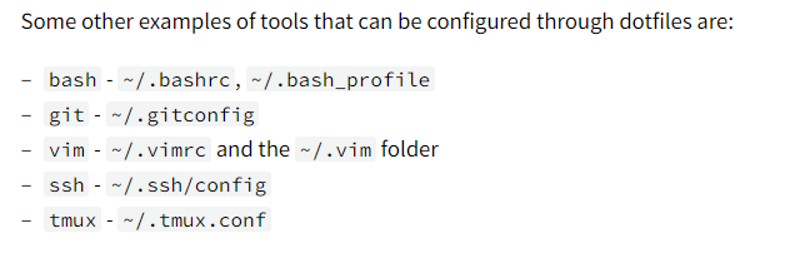 Some other examples of tools that can be configured through dotfiles are:
– bash - ~/.bashrc, ~/.bash_profile
– git - ~/.gitconfig
– vim - ~/.vimrc and the ~/.vim folder
– ssh - ~/.ssh/config
– tmux - ~/.tmux.conf